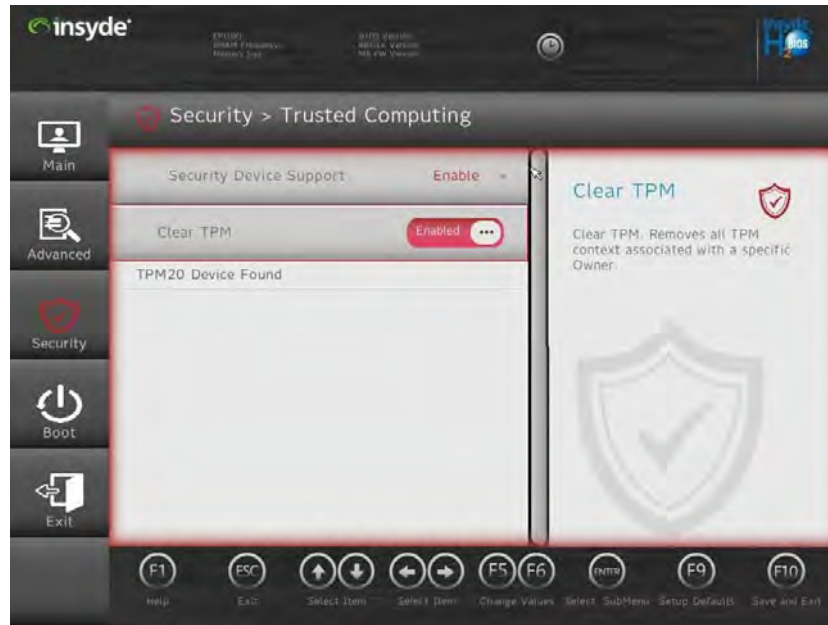 insyde
H2O BIOS
Security > Trusted Computing
Main
Advanced
Security
Boot
Exit
Security Device Support Enable
Clear TPM Enabled
TPM20 Device Found
Clear TPM
Clear TPM. Removes all TPM
context associated with a specific
Owner.
F1 ESC F5 F6 ENTER F9 F10
Help Exit Select Item Select Item Change Values Select SubMenu Setup Defaults Save and Exit